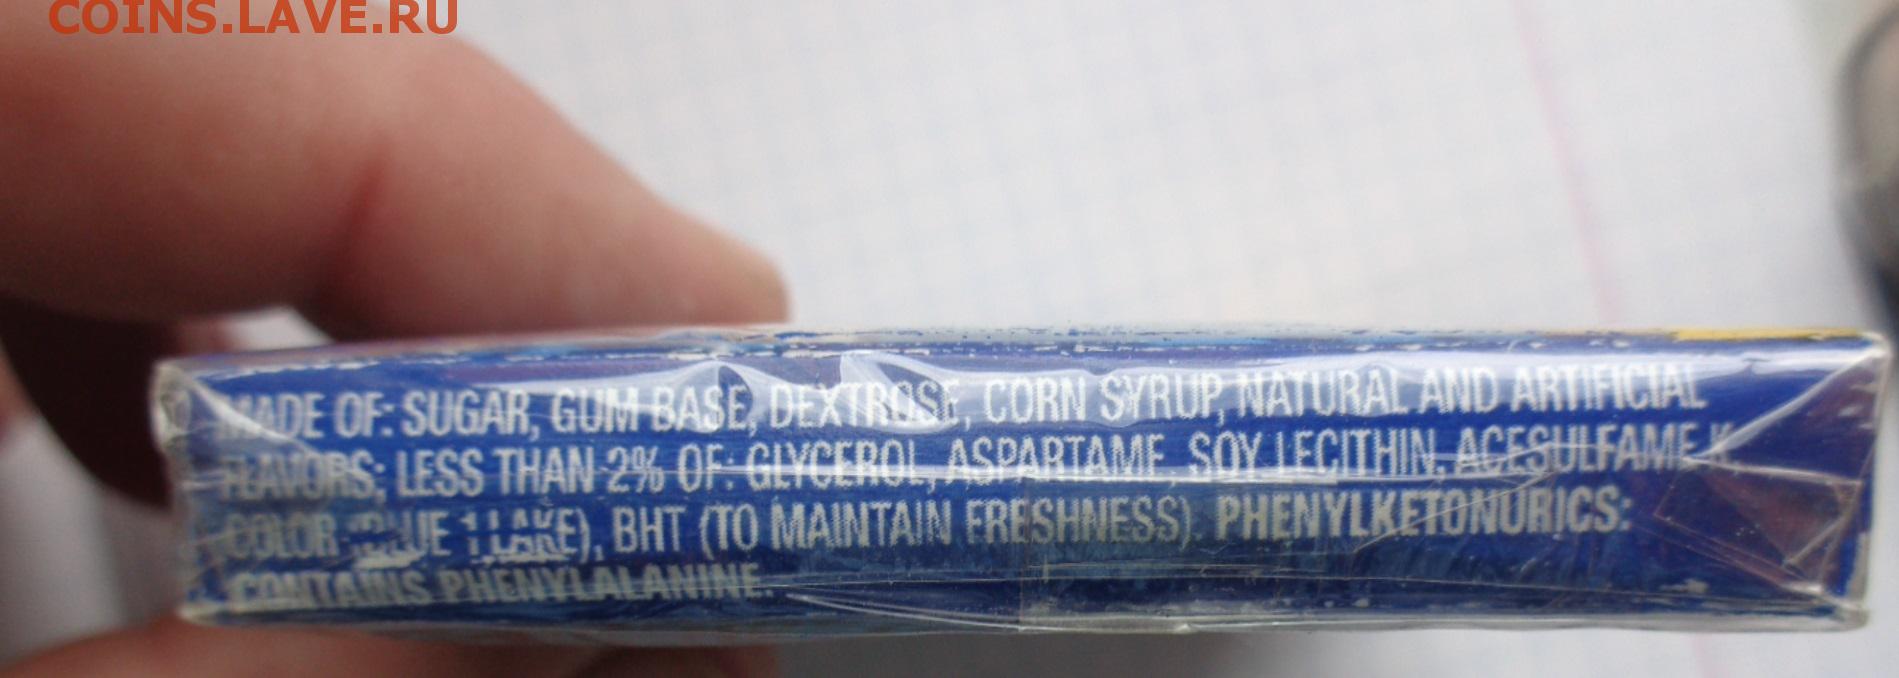 COINS.LAVE.RU
MADE OF: SUGAR, GUM BASE, DEXTROSE, CORN SYRUP, NATURAL AND ARTIFICIAL
FLAVORS; LESS THAN 2% OF: GLYCEROL, ASPARTAME, SOY LECITHIN, ACESULFAME K
COLOR (BLUE 1 LAKE), BHT (TO MAINTAIN FRESHNESS). PHENYLKETONURICS:
CONTAINS PHENYLALANINE.